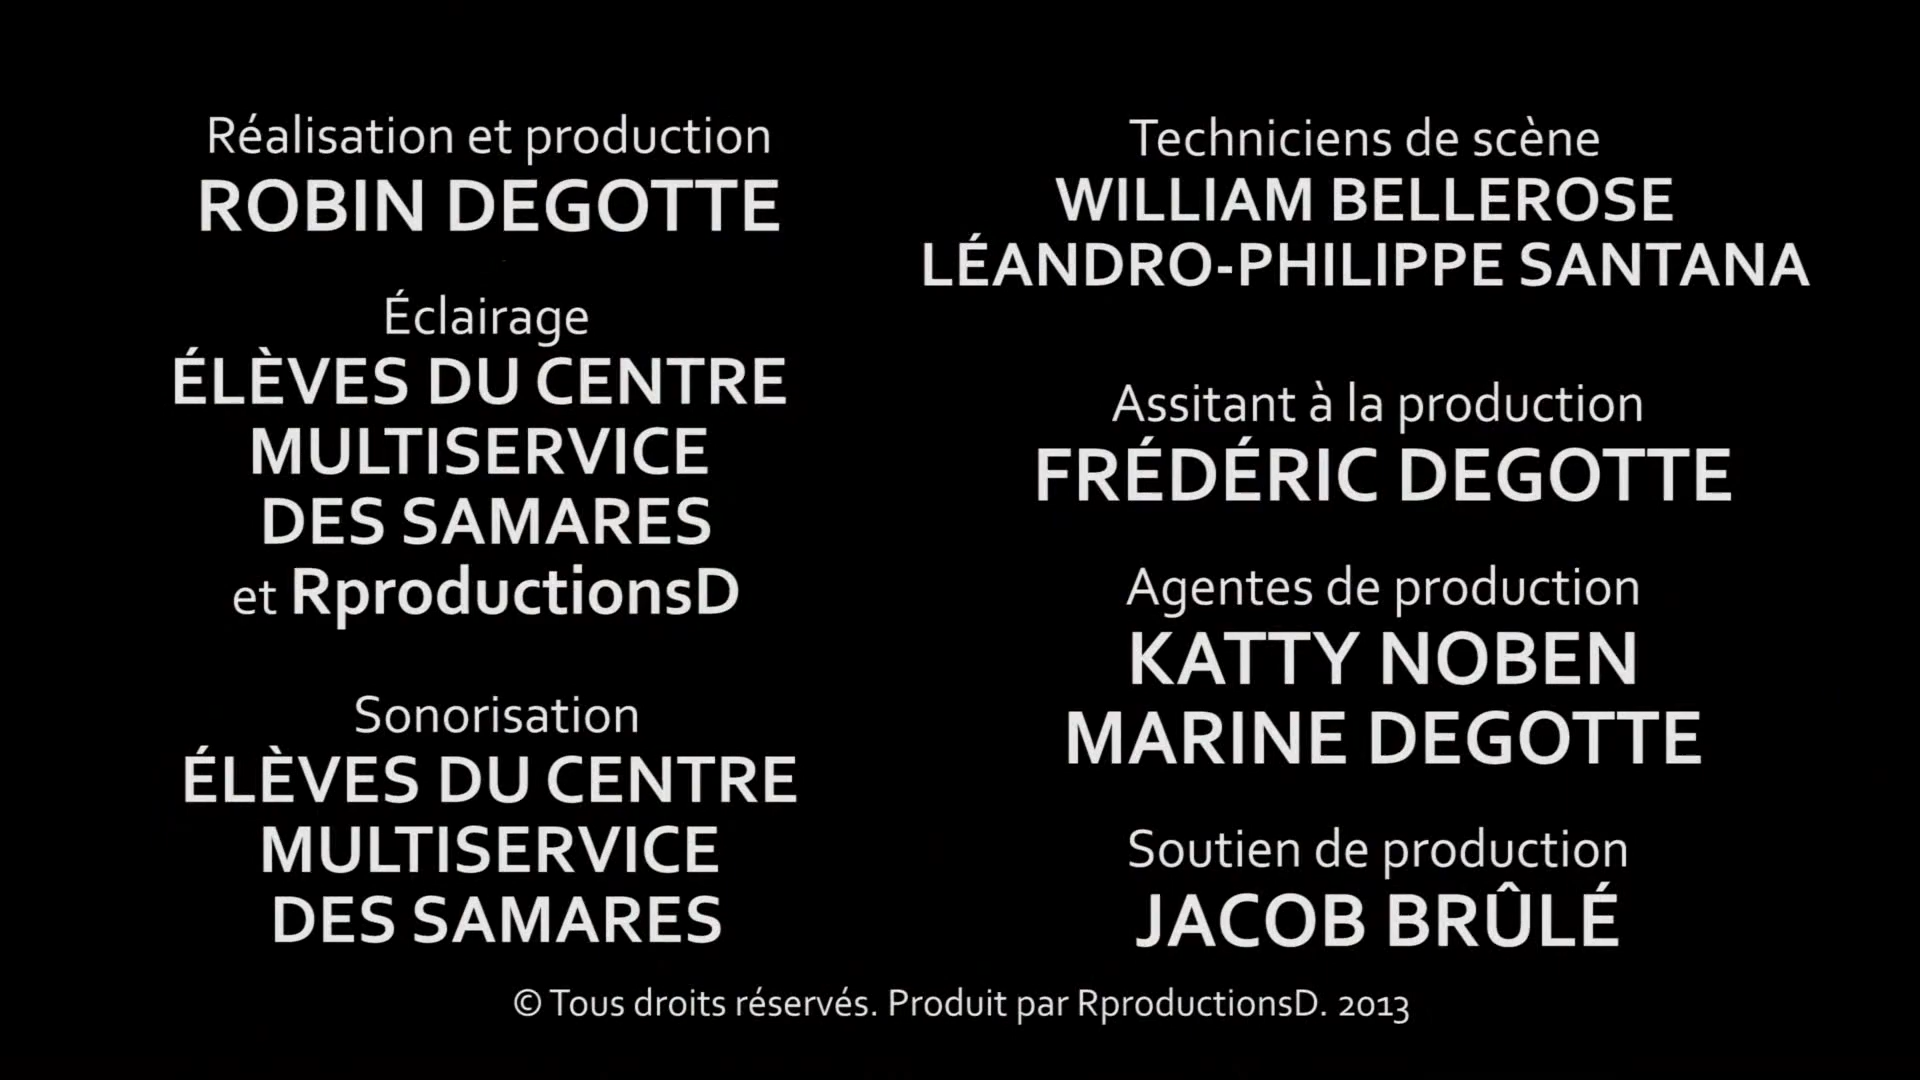 Réalisation et production
ROBIN DEGOTTE
Éclairage
ÉLÈVES DU CENTRE
MULTISERVICE
DES SAMARES
et RproductionsD
Sonorisation
ÉLÈVES DU CENTRE
MULTISERVICE
DES SAMARES
Techniciens de scène
WILLIAM BELLEROSE
LÉANDRO-PHILIPPE SANTANA
Assitant à la production
FRÉDÉRIC DEGOTTE
Agentes de production
KATTY NOBEN
MARINE DEGOTTE
Soutien de production
JACOB BRÛLÉ
© Tous droits réservés. Produit par RproductionsD. 2013